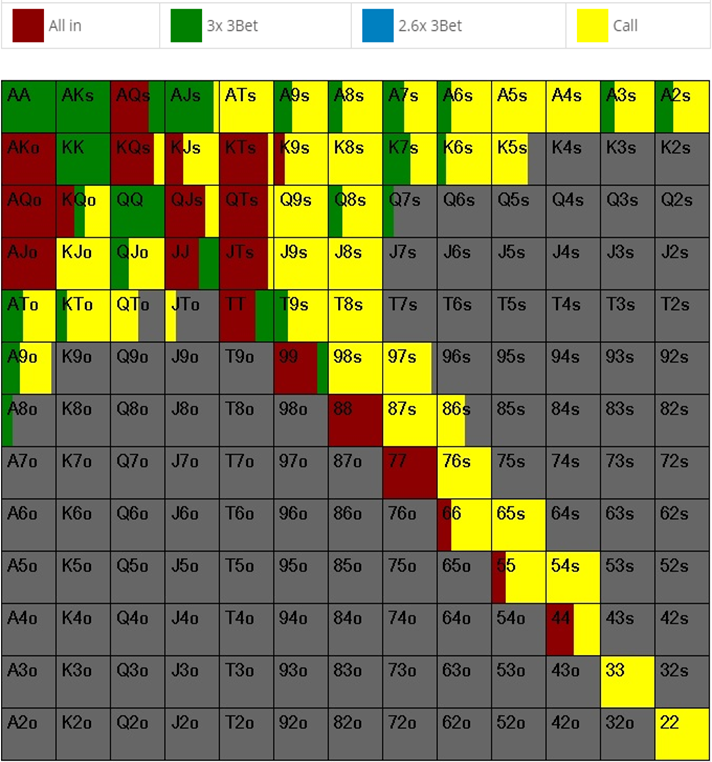 All in 3x 3Bet 2.6x 3Bet Call
AA AKs AQs AJs ATs A9s A8s A7s A6s A5s A4s A3s A2s
AKo KK KQs KJs KTs K9s K8s K7s K6s K5s K4s K3s K2s
AQo KQo QQ QJs QTs Q9s Q8s Q7s Q6s Q5s Q4s Q3s Q2s
AJo KJo QJo JJ JTs J9s J8s J7s J6s J5s J4s J3s J2s
ATo KTo QTo JTo TT T9s T8s T7s T6s T5s T4s T3s T2s
A9o K9o Q9o J9o T9o 99 98s 97s 96s 95s 94s 93s 92s
A8o K8o Q8o J8o T8o 98o 88 87s 86s 85s 84s 83s 82s
A7o K7o Q7o J7o T7o 97o 87o 77 76s 75s 74s 73s 72s
A6o K6o Q6o J6o T6o 96o 86o 76o 66 65s 64s 63s 62s
A5o K5o Q5o J5o T5o 95o 85o 75o 65o 55 54s 53s 52s
A4o K4o Q4o J4o T4o 94o 84o 74o 64o 54o 44 43s 42s
A3o K3o Q3o J3o T3o 93o 83o 73o 63o 53o 43o 33 32s
A2o K2o Q2o J2o T2o 92o 82o 72o 62o 52o 42o 32o 22